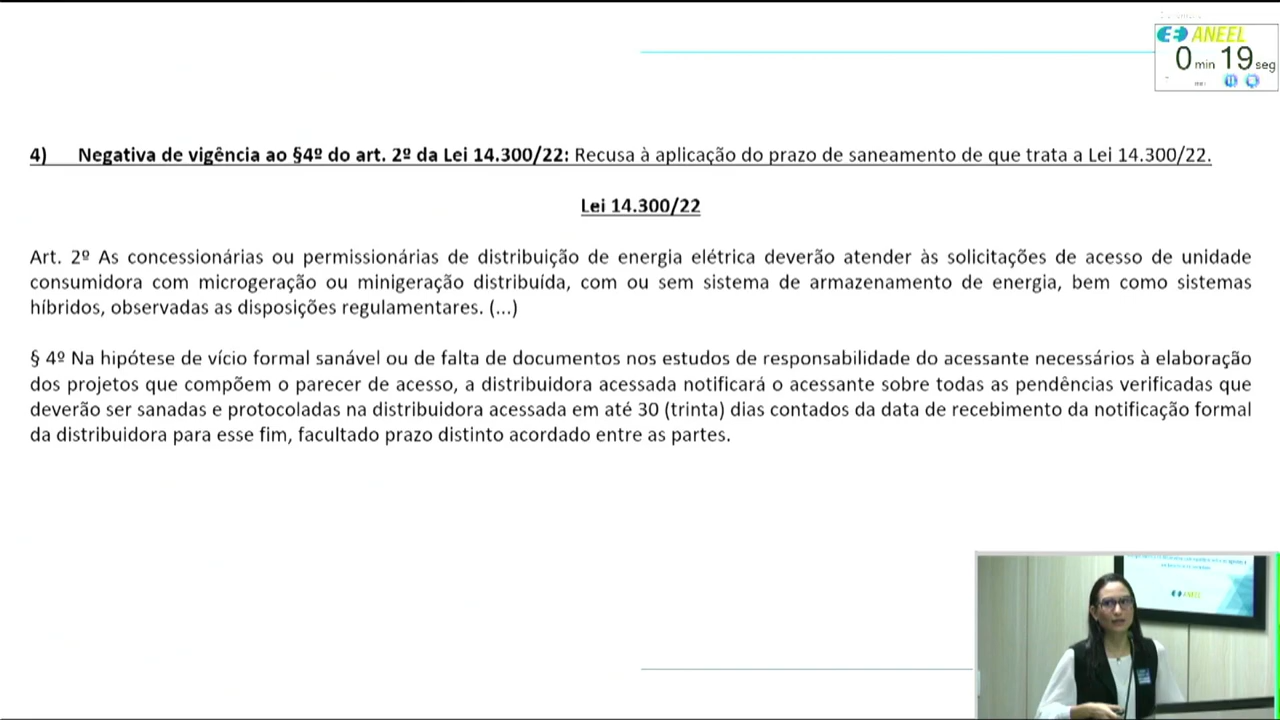 ANEEL
0 min 19 seg
4) Negativa de vigência ao §4º do art. 2º da Lei 14.300/22: Recusa à aplicação do prazo de saneamento de que trata a Lei 14.300/22.
Lei 14.300/22
Art. 2º As concessionárias ou permissionárias de distribuição de energia elétrica deverão atender às solicitações de acesso de unidade
consumidora com microgeração ou minigeração distribuída, com ou sem sistema de armazenamento de energia, bem como sistemas
híbridos, observadas as disposições regulamentares. (...)
§ 4º Na hipótese de vício formal sanável ou de falta de documentos nos estudos de responsabilidade do acessante necessários à elaboração
dos projetos que compõem o parecer de acesso, a distribuidora acessada notificará o acessante sobre todas as pendências verificadas que
deverão ser sanadas e protocoladas na distribuidora acessada em até 30 (trinta) dias contados da data de recebimento da notificação formal
da distribuidora para esse fim, facultado prazo distinto acordado entre as partes.
ANEEL